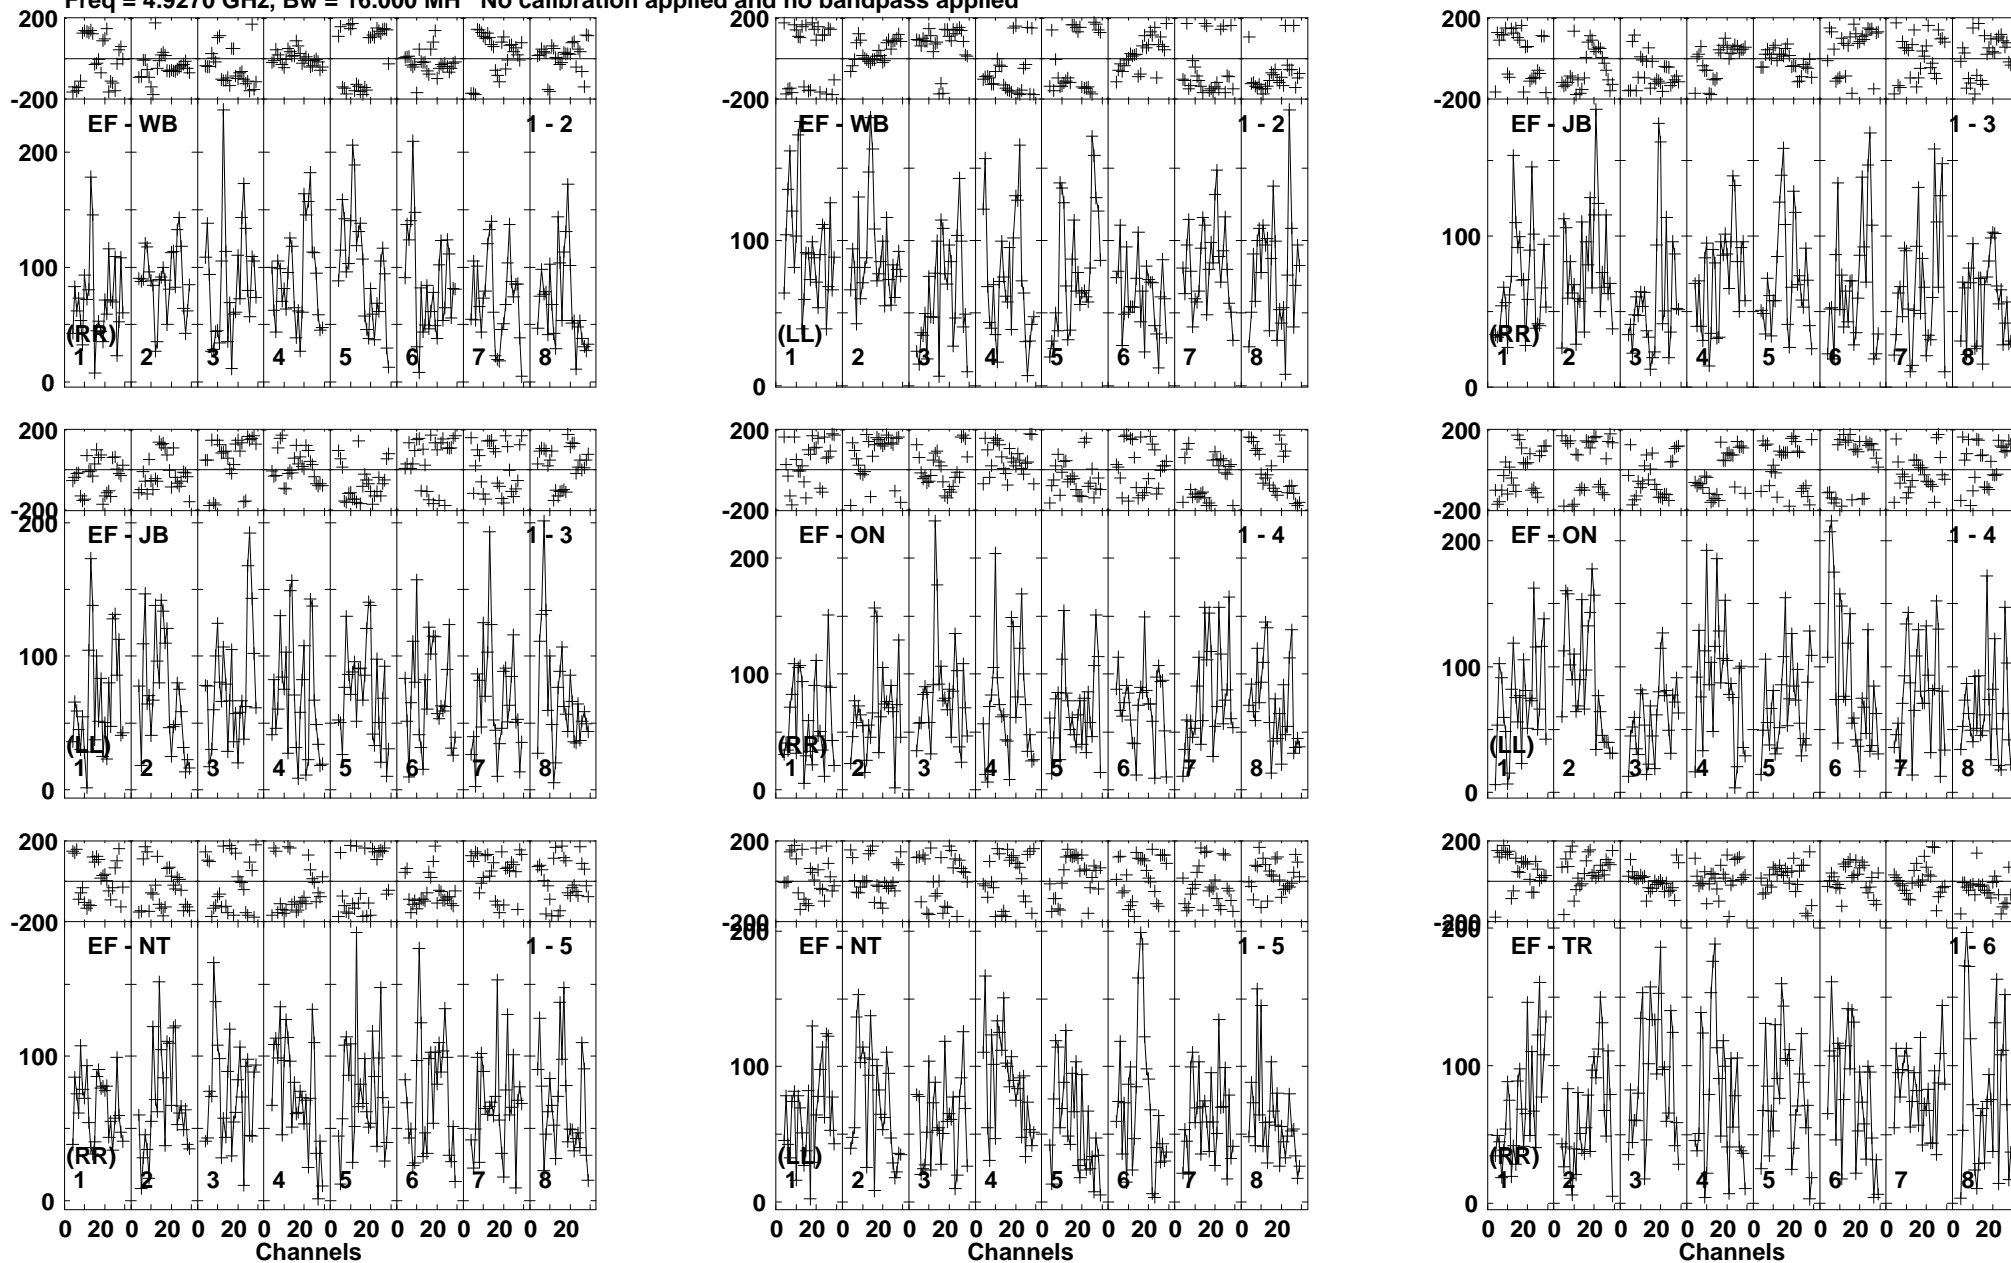 Freq = 4.9270 GHz, Bw = 16.000 MH No calibration applied and no bandpass applied
200 200 200
-200 -200 -200
EF - WB 1 - 2 EF - WB 1 - 2 EF - JB 1 - 3
200
100 100 100
(RR) (LL) (RR)
1 2 3 4 5 6 7 8 1 2 3 4 5 6 7 8 1 2 3 4 5 6 7 8
0 0 0
200 200 200
-200 -200 -200
200
EF - JB 1 - 3 EF - ON 1 - 4 EF - ON 1 - 4
200 200
100 100 100
(LL) (RR) (LL)
1 2 3 4 5 6 7 8 1 2 3 4 5 6 7 8 1 2 3 4 5 6 7 8
0 0 0
200 200 200
-200 -200 -200
200 200
EF - NT 1 - 5 EF - NT 1 - 5 EF - TR 1 - 6
100 100 100
(RR) (LL) (RR)
1 2 3 4 5 6 7 8 1 2 3 4 5 6 7 8 1 2 3 4 5 6 7 8
0 0 0
0 20 0 20 0 20 0 20 0 20 0 20 0 20 0 20 0 20 0 20 0 20 0 20 0 20 0 20 0 20 0 20 0 20 0 20 0 20 0 20 0 20 0 20 0 20 0 20
Channels Channels Channels